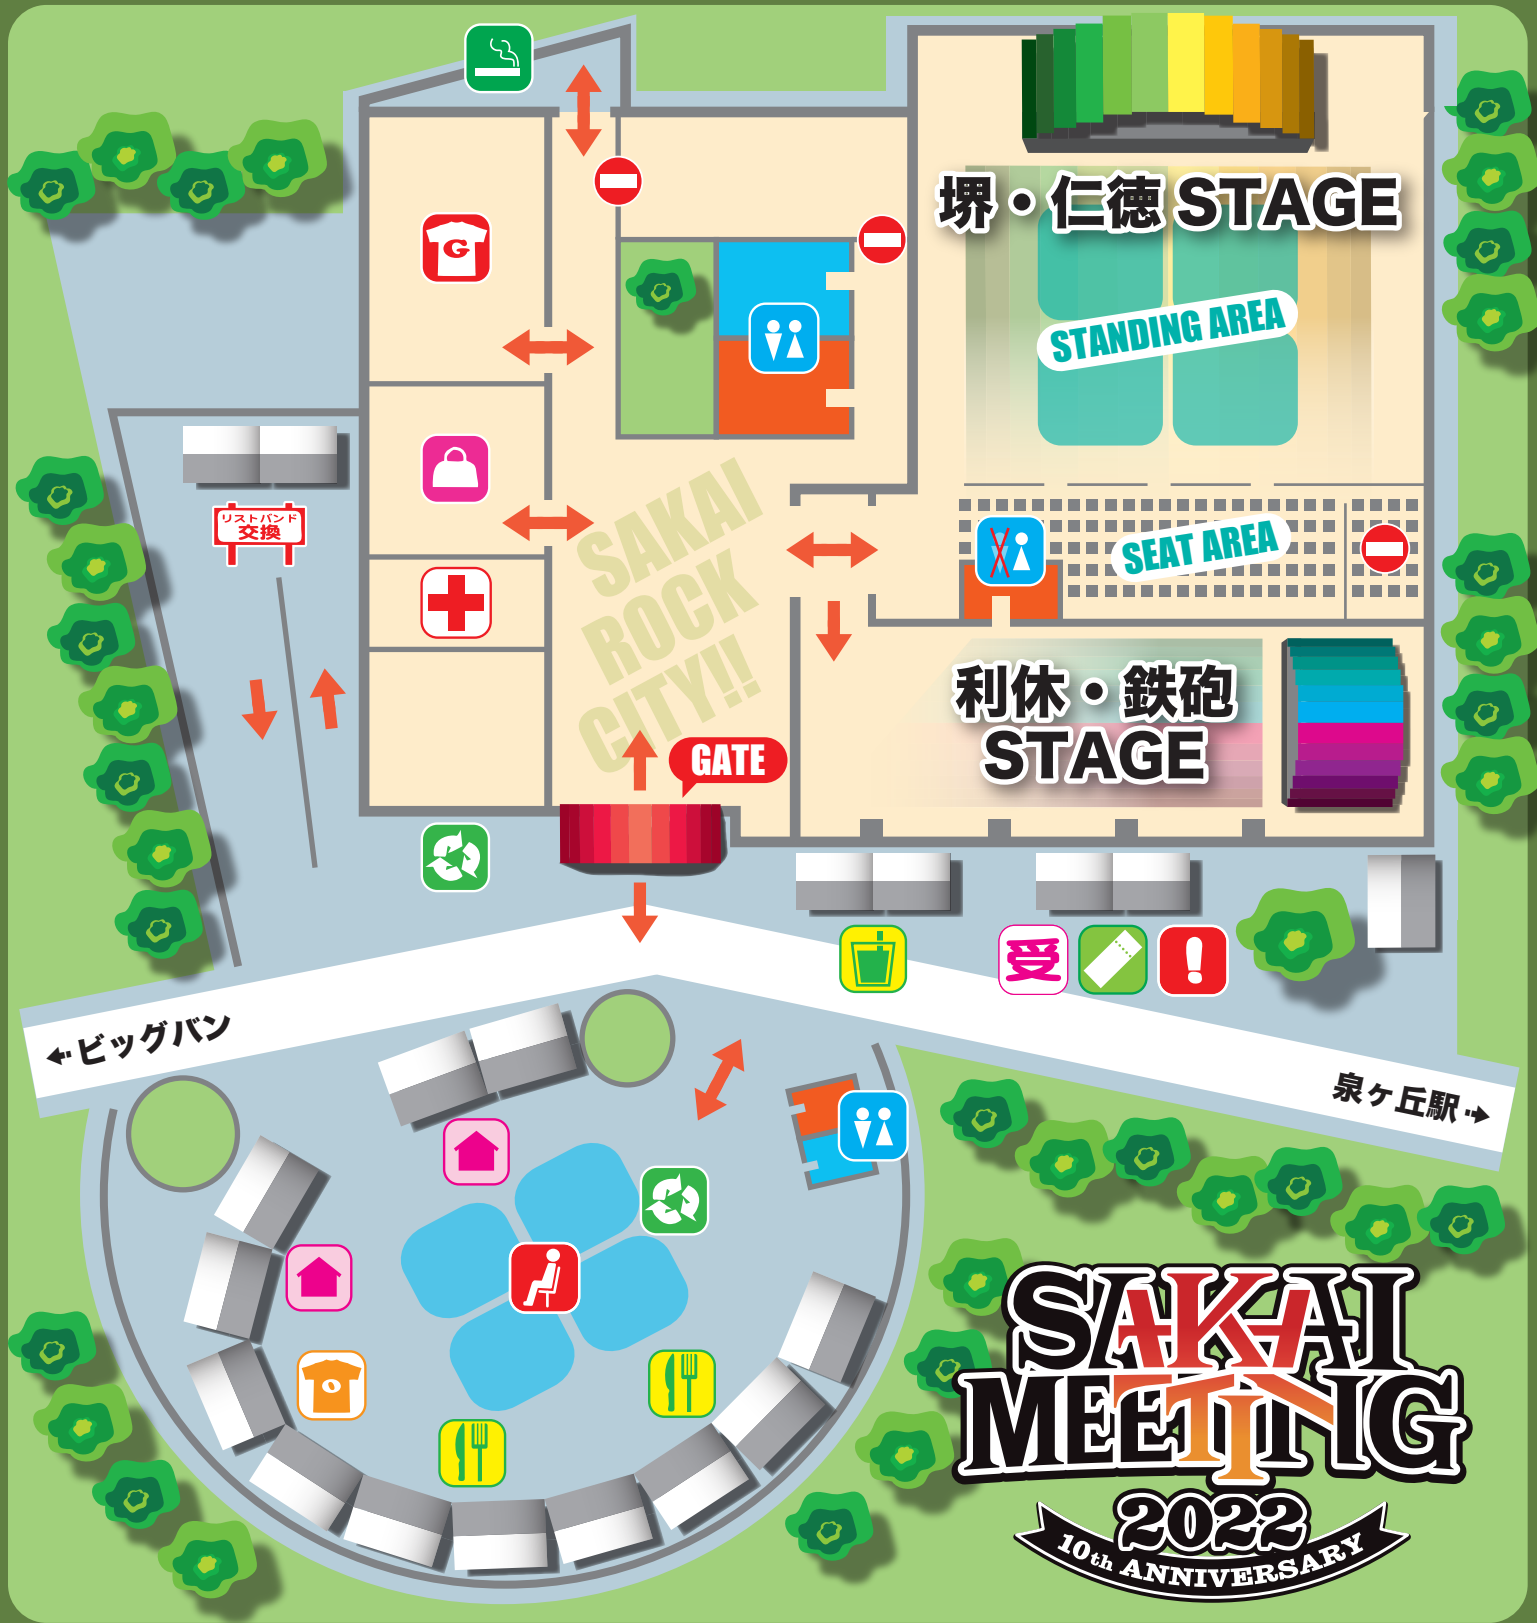 堺・仁徳 STAGE
STANDING AREA
SEAT AREA
G
リストバンド
交換
SAKAI
ROCK
CITY!!
利休・鉄砲
STAGE
GATE
受
!
←ビッグバン
泉ヶ丘駅→
O
SAKAI
MEETING
2022
10th ANNIVERSARY